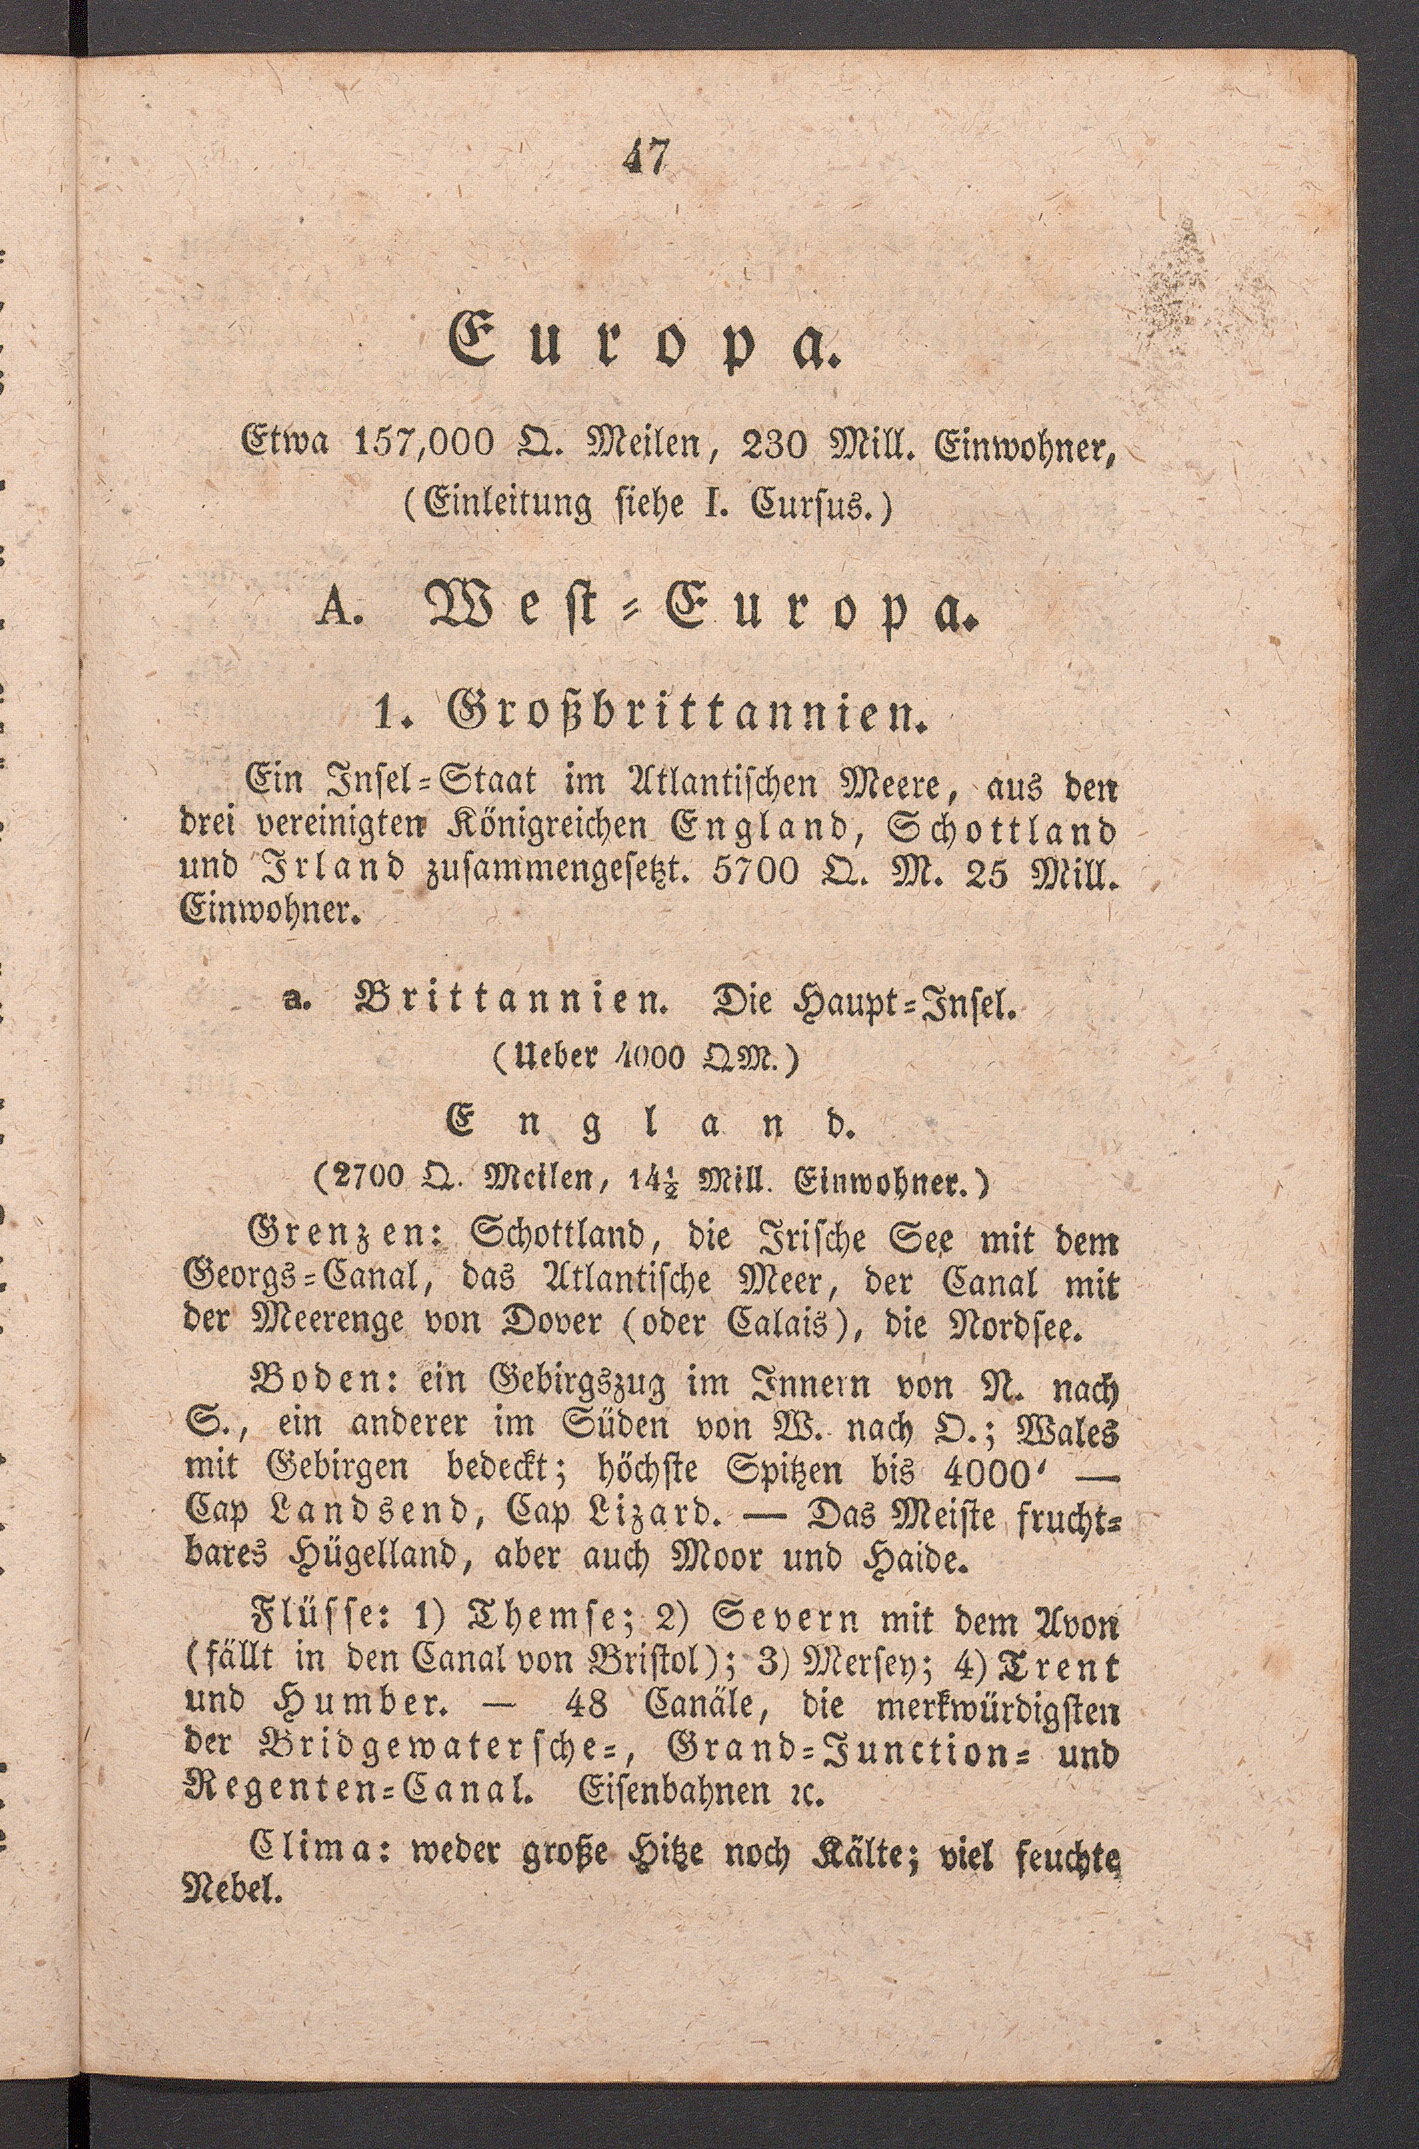 47
Europa.
Etwa 157,000 Q. Meilen, 230 Mill. Einwohner,
(Einleitung siehe I. Cursus.)
A. West-Europa.
1. Großbrittannien.
Ein Insel-Staat im Atlantischen Meere, aus den
drei vereinigten Königreichen England, Schottland
und Irland zusammengesetzt. 5700 Q. M. 25 Mill.
Einwohner.
a. Brittannien. Die Haupt-Insel.
(Ueber 4000 QM.)
England.
(2700 Q. Meilen, 14½ Mill. Einwohner.)
Grenzen: Schottland, die Irische See mit dem
Georgs-Canal, das Atlantische Meer, der Canal mit
der Meerenge von Dover (oder Calais), die Nordsee.
Boden: ein Gebirgszug im Innern von N. nach
S., ein anderer im Süden von W. nach O.; Wales
mit Gebirgen bedeckt; höchste Spitzen bis 4000' —
Cap Landsend, Cap Lizard. — Das Meiste frucht-
bares Hügelland, aber auch Moor und Haide.
Flüsse: 1) Themse; 2) Severn mit dem Avon
(fällt in den Canal von Bristol); 3) Mersey; 4) Trent
und Humber. — 48 Canäle, die merkwürdigsten
der Bridgewatersche-, Grand-Junction- und
Regenten-Canal. Eisenbahnen ꝛc.
Clima: weder große Hitze noch Kälte; viel feuchte
Nebel.